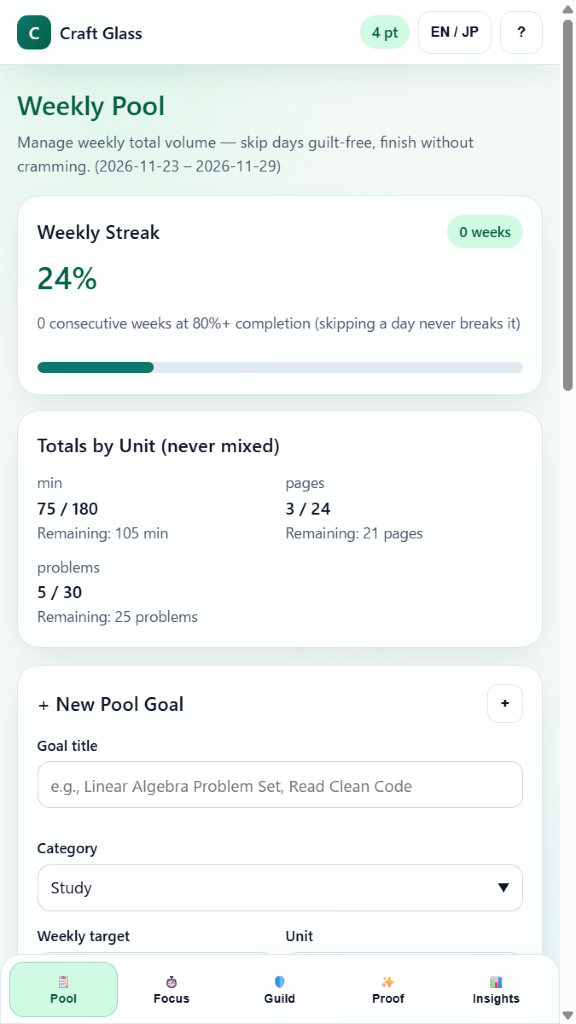 C Craft Glass 4 pt EN / JP ?
Weekly Pool
Manage weekly total volume — skip days guilt-free, finish without
cramming. (2026-11-23 – 2026-11-29)
Weekly Streak 0 weeks
24%
0 consecutive weeks at 80%+ completion (skipping a day never breaks it)
Totals by Unit (never mixed)
min
75 / 180
Remaining: 105 min
pages
3 / 24
Remaining: 21 pages
problems
5 / 30
Remaining: 25 problems
+ New Pool Goal +
Goal title
e.g., Linear Algebra Problem Set, Read Clean Code
Category
Study
Weekly target Unit
Pool Focus Guild Proof Insights